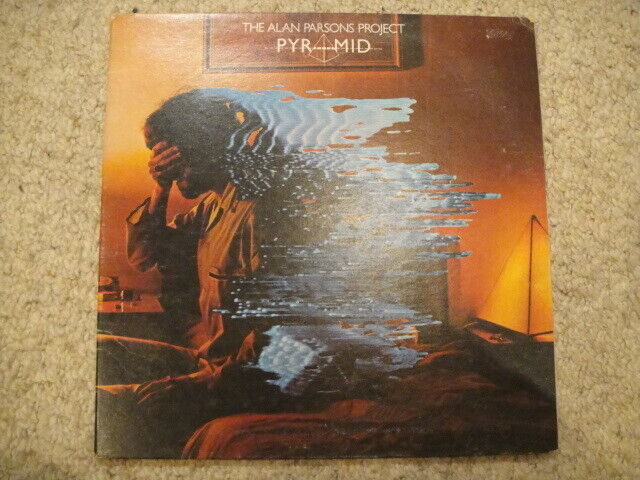 THE ALAN PARSONS PROJECT
PYRAMID